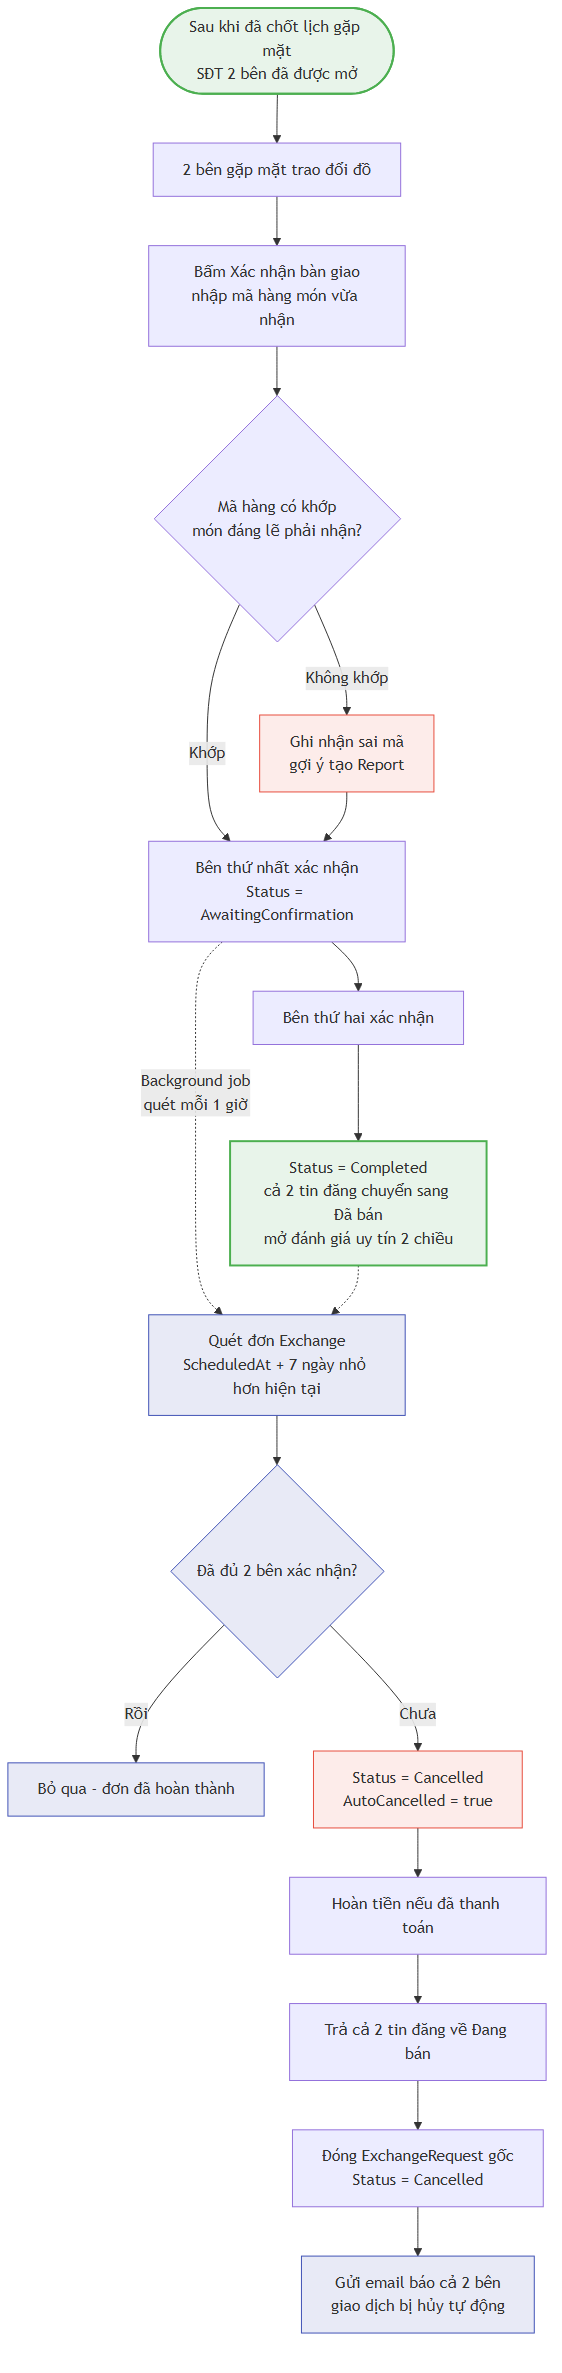 Sau khi đã chốt lịch gặp
mặt
SĐT 2 bên đã được mở
2 bên gặp mặt trao đổi đồ
Bấm Xác nhận bàn giao
nhập mã hàng món vừa
nhận
Mã hàng có khớp
món đáng lẽ phải nhận?
Không khớp
Khớp
Ghi nhận sai mã
gợi ý tạo Report
Bên thứ nhất xác nhận
Status =
AwaitingConfirmation
Bên thứ hai xác nhận
Background job
quét mỗi 1 giờ
Status = Completed
cả 2 tin đăng chuyển sang
Đã bán
mở đánh giá uy tín 2 chiều
Quét đơn Exchange
ScheduledAt + 7 ngày nhỏ
hơn hiện tại
Đã đủ 2 bên xác nhận?
Rồi
Chưa
Bỏ qua - đơn đã hoàn thành
Status = Cancelled
AutoCancelled = true
Hoàn tiền nếu đã thanh
toán
Trả cả 2 tin đăng về Đang
bán
Đóng ExchangeRequest gốc
Status = Cancelled
Gửi email báo cả 2 bên
giao dịch bị hủy tự động